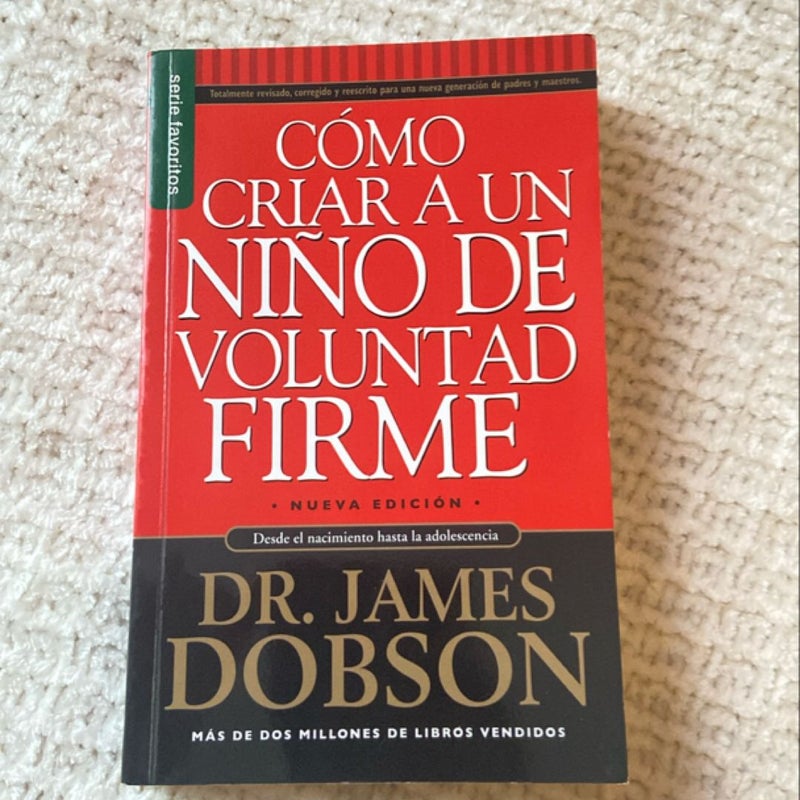 serie favoritos
Totalmente revisado, corregido y reescrito para una nueva generación de padres y maestros.
CÓMO
CRIAR A UN
NIÑO DE
VOLUNTAD
FIRME
• NUEVA EDICIÓN •
Desde el nacimiento hasta la adolescencia
DR. JAMES
DOBSON
MÁS DE DOS MILLONES DE LIBROS VENDIDOS